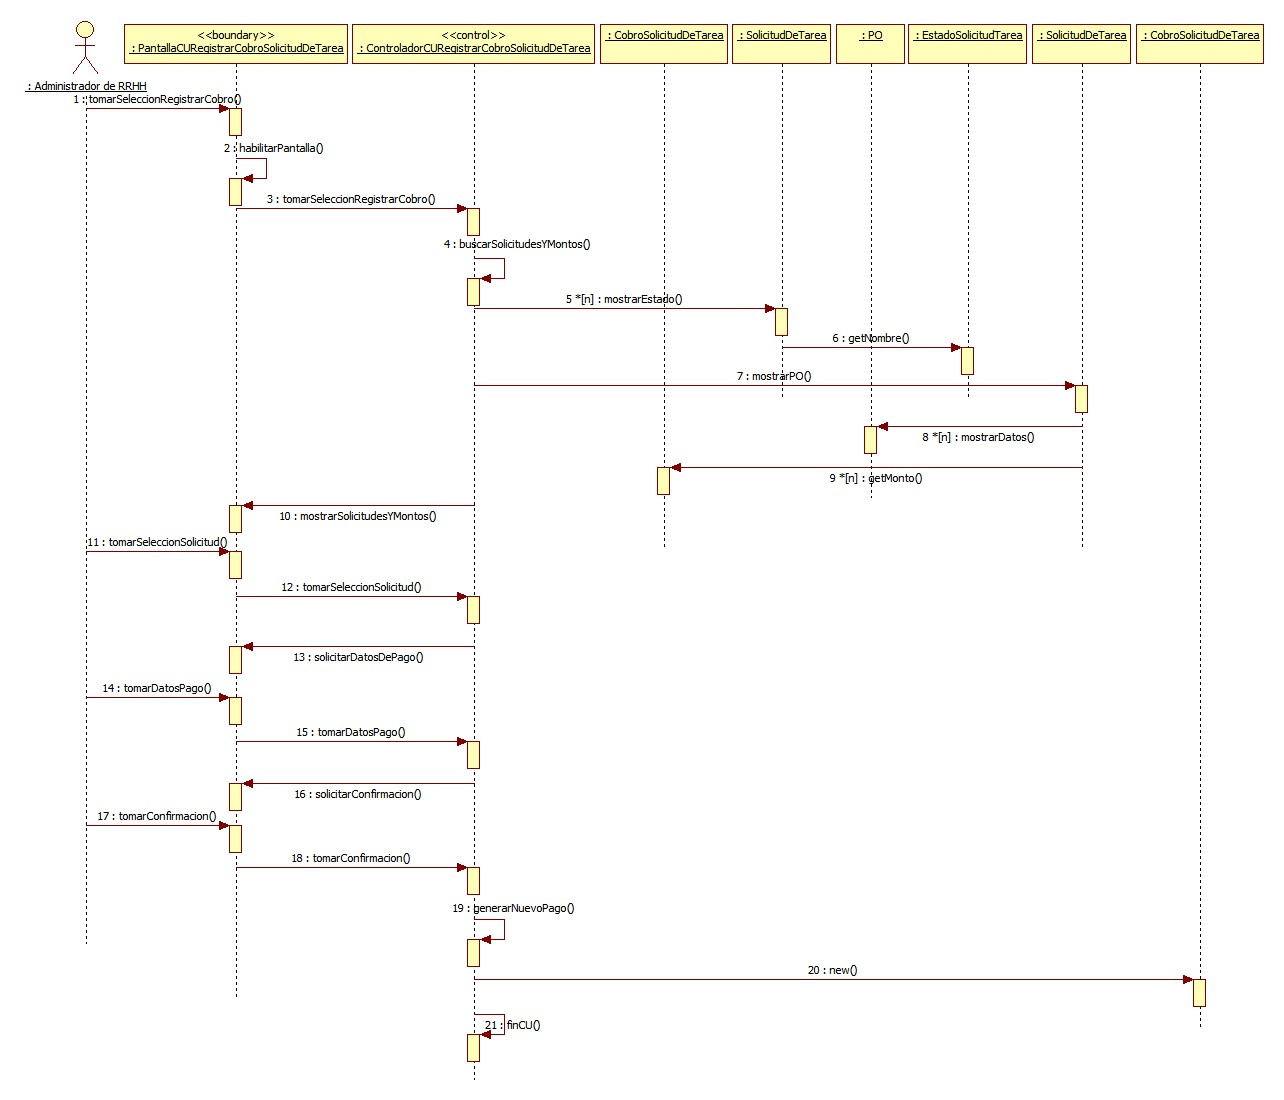 <<boundary>>
: PantallaCURegistrarCobroSolicitudDeTarea
<<control>>
: ControladorCURegistrarCobroSolicitudDeTarea
: CobroSolicitudDeTarea
: SolicitudDeTarea
: PO
: EstadoSolicitudTarea
: SolicitudDeTarea
: CobroSolicitudDeTarea
: Administrador de RRHH
1 : tomarSeleccionRegistrarCobro()
2 : habilitarPantalla()
3 : tomarSeleccionRegistrarCobro()
4 : buscarSolicitudesYMontos()
5 *[n] : mostrarEstado()
6 : getNombre()
7 : mostrarPO()
8 *[n] : mostrarDatos()
9 *[n] : getMonto()
10 : mostrarSolicitudesYMontos()
11 : tomarSeleccionSolicitud()
12 : tomarSeleccionSolicitud()
13 : solicitarDatosDePago()
14 : tomarDatosPago()
15 : tomarDatosPago()
16 : solicitarConfirmacion()
17 : tomarConfirmacion()
18 : tomarConfirmacion()
19 : generarNuevoPago()
20 : new()
21 : finCU()